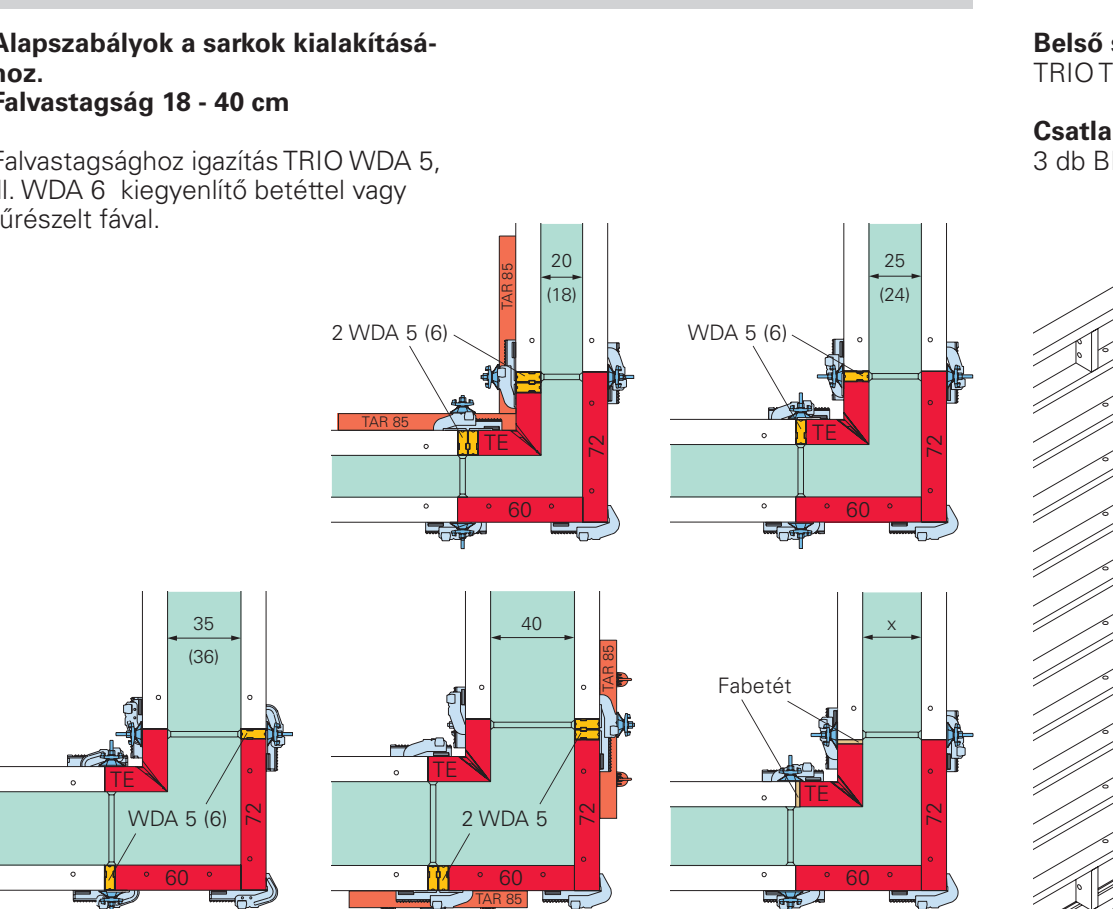 Alapszabályok a sarkok kialakításá-
hoz.
Falvastagság 18 - 40 cm
Falvastagsághoz igazítás TRIO WDA 5,
ill. WDA 6 kiegyenlítő betéttel vagy
fűrészelt fával.
Belső
TRIO
3 db
20
(18)
TAR 85
2 WDA 5 (6)
TAR 85
TE
72
60
25
(24)
WDA 5 (6)
TE
72
60
35
(36)
TE
WDA 5 (6)
72
60
40
TAR 85
TE
2 WDA 5
72
60
TAR 85
x
Fabetét
TE
72
60